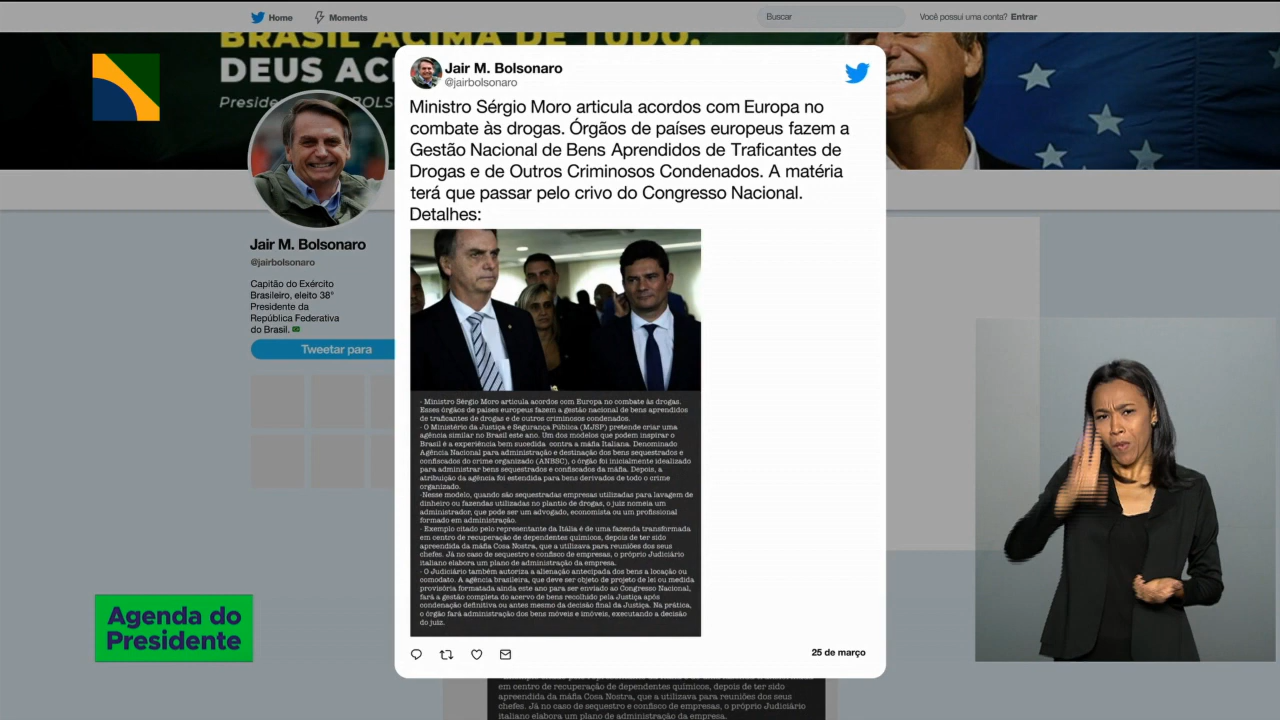 Home
Moments
Buscar
Você possui uma conta? Entrar
BRASIL ACIMA DE TUDO,
DEUS ACI
Preside
BOLS
Jair M. Bolsonaro
@jairbolsonaro
Capitão do Exército
Brasileiro, eleito 38°
Presidente da
República Federativa
do Brasil.
Tweetar para
Jair M. Bolsonaro
@jairbolsonaro
Ministro Sérgio Moro articula acordos com Europa no
combate às drogas. Órgãos de países europeus fazem a
Gestão Nacional de Bens Aprendidos de Traficantes de
Drogas e de Outros Criminosos Condenados. A matéria
terá que passar pelo crivo do Congresso Nacional.
Detalhes:
- Ministro Sérgio Moro articula acordos com Europa no combate às drogas.
Esses órgãos de países europeus fazem a gestão nacional de bens aprendidos
de traficantes de drogas e de outros criminosos condenados.
- O Ministério da Justiça e Segurança Pública (MJSP) pretende criar uma
agência similar no Brasil este ano. Um dos modelos que podem inspirar o
Brasil é a experiência bem sucedida contra a máfia Italiana. Denominado
Agência Nacional para administração e destinação dos bens sequestrados e
confiscados do crime organizado (ANBSC), o órgão foi inicialmente idealizado
para administrar bens sequestrados e confiscados da máfia. Depois, a
atribuição da agência foi estendida para bens derivados de todo o crime
organizado.
-Nesse modelo, quando são sequestradas empresas utilizadas para lavagem de
dinheiro ou fazendas utilizadas no plantio de drogas, o juiz nomeia um
administrador, que pode ser um advogado, economista ou um profissional
formado em administração.
- Exemplo citado pelo representante da Itália é de uma fazenda transformada
em centro de recuperação de dependentes químicos, depois de ter sido
apreendida da máfia Cosa Nostra, que a utilizava para reuniões dos seus
chefes. Já no caso de sequestro e confisco de empresas, o próprio Judiciário
italiano elabora um plano de administração da empresa.
- O Judiciário também autoriza a alienação antecipada dos bens a locação ou
comodato. A agência brasileira, que deve ser objeto de projeto de lei ou medida
provisória formatada ainda este ano para ser enviado ao Congresso Nacional,
fará a gestão completa do acervo de bens recolhido pela Justiça após
condenação definitiva ou antes mesmo da decisão final da Justiça. Na prática,
o órgão fará administração dos bens móveis e imóveis, executando a decisão
do juiz.
25 de março
Agenda do
Presidente
em centro de recuperação de dependentes químicos, depois de ter sido
apreendida da máfia Cosa Nostra, que a utilizava para reuniões dos seus
chefes. Já no caso de sequestro e confisco de empresas, o próprio Judiciário
italiano elabora um plano de administração da empresa.